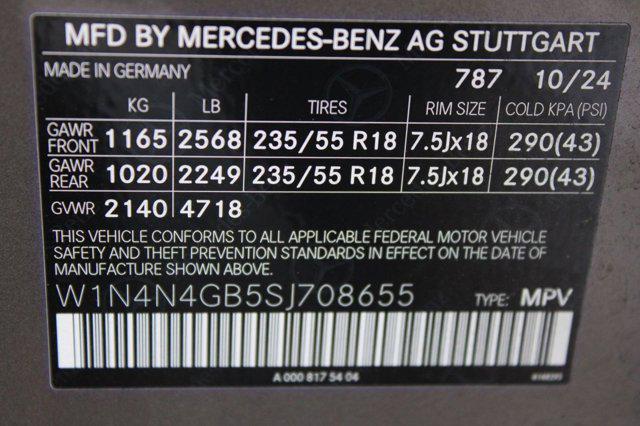 MFD BY MERCEDES-BENZ AG STUTTGART
MADE IN GERMANY 787 10/24
KG LB TIRES RIM SIZE COLD KPA (PSI)
GAWR FRONT 1165 2568 235/55 R18 7.5Jx18 290(43)
GAWR REAR 1020 2249 235/55 R18 7.5Jx18 290(43)
GVWR 2140 4718
THIS VEHICLE CONFORMS TO ALL APPLICABLE FEDERAL MOTOR VEHICLE
SAFETY AND THEFT PREVENTION STANDARDS IN EFFECT ON THE DATE OF
MANUFACTURE SHOWN ABOVE.
W1N4N4GB5SJ708655 TYPE: MPV
A 000 817 54 04